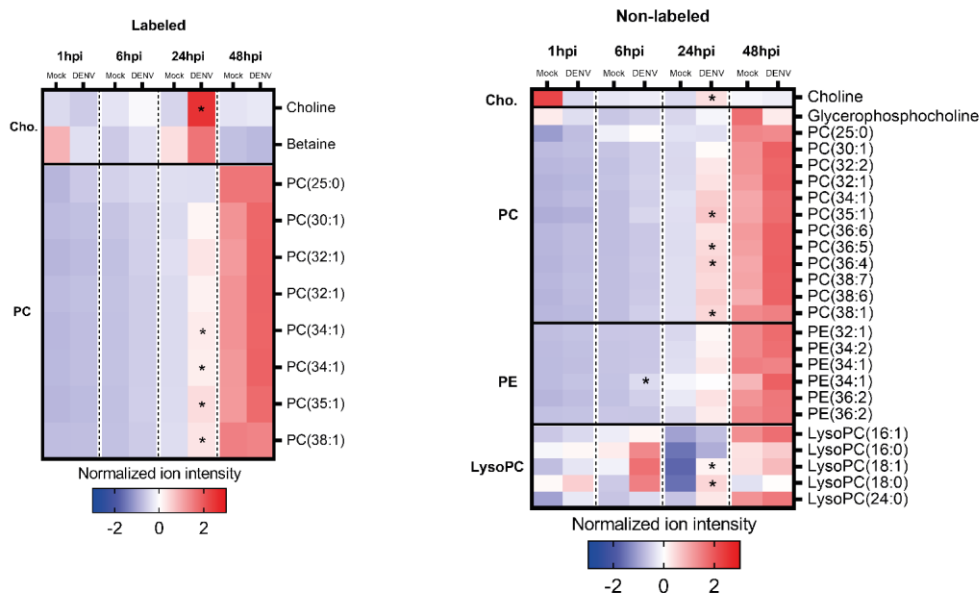 Labeled
1hpi 6hpi 24hpi 48hpi
Mock DENV Mock DENV Mock DENV Mock DENV
Cho.
* Choline
Betaine
PC
PC(25:0)
PC(30:1)
PC(32:1)
PC(32:1)
* PC(34:1)
* PC(34:1)
* PC(35:1)
* PC(38:1)
Normalized ion intensity
-2 0 2
Non-labeled
1hpi 6hpi 24hpi 48hpi
Mock DENV Mock DENV Mock DENV Mock DENV
Cho.
* Choline
PC
Glycerophosphocholine
PC(25:0)
PC(30:1)
PC(32:2)
PC(32:1)
PC(34:1)
* PC(35:1)
PC(36:6)
* PC(36:5)
* PC(36:4)
PC(38:7)
PC(38:6)
* PC(38:1)
PE
PE(32:1)
PE(34:2)
PE(34:1)
* PE(34:1)
PE(36:2)
PE(36:2)
LysoPC
LysoPC(16:1)
LysoPC(16:0)
* LysoPC(18:1)
* LysoPC(18:0)
LysoPC(24:0)
Normalized ion intensity
-2 0 2